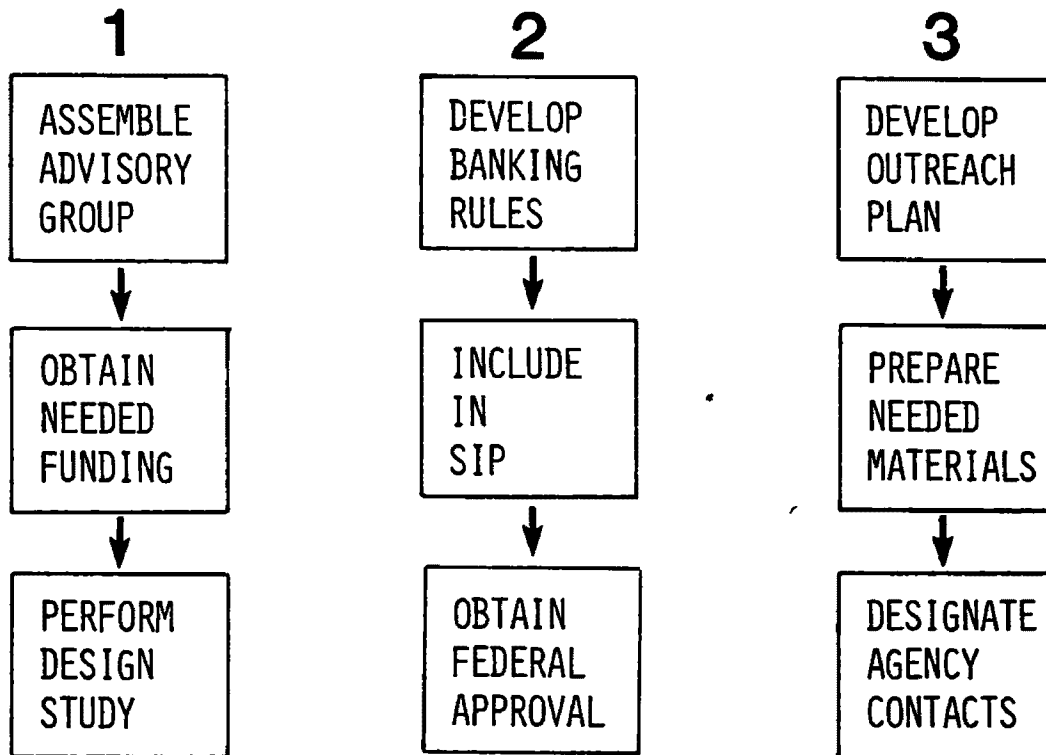 1
ASSEMBLE
ADVISORY
GROUP
OBTAIN
NEEDED
FUNDING
PERFORM
DESIGN
STUDY
2
DEVELOP
BANKING
RULES
INCLUDE
IN
SIP
OBTAIN
FEDERAL
APPROVAL
3
DEVELOP
OUTREACH
PLAN
PREPARE
NEEDED
MATERIALS
DESIGNATE
AGENCY
CONTACTS